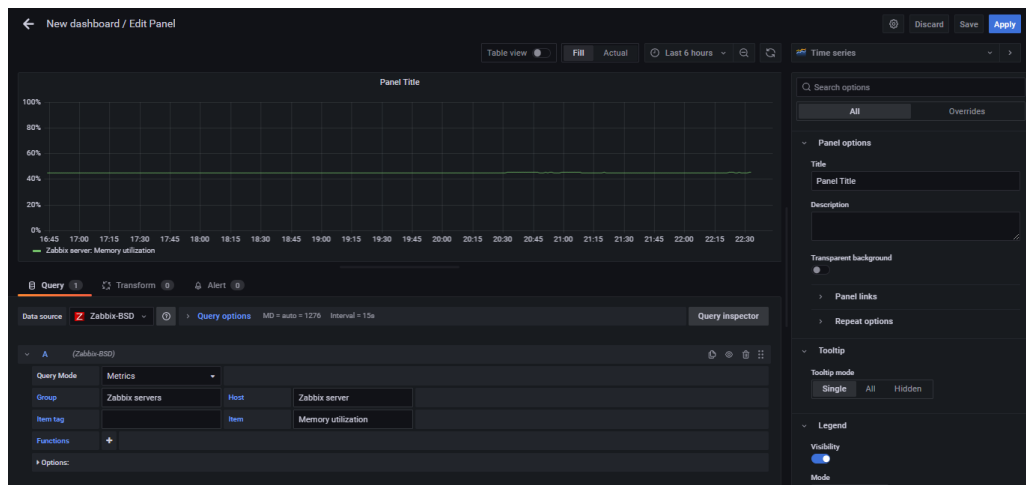 New dashboard / Edit Panel
Discard Save Apply
Table view Fill Actual Last 6 hours Time series
Panel Title
100%
80%
60%
40%
20%
0%
16:45 17:00 17:15 17:30 17:45 18:00 18:15 18:30 18:45 19:00 19:15 19:30 19:45 20:00 20:15 20:30 20:45 21:00 21:15 21:30 21:45 22:00 22:15 22:30
Zabbix server: Memory utilization
Query 1 Transform 0 Alert 0
Data source Z Zabbix-BSD Query options MD = auto = 1276 Interval = 15s Query inspector
A (Zabbix-BSD)
Query Mode Metrics
Group Zabbix servers Host Zabbix server
Item tag Item Memory utilization
Functions +
Options:
Search options
All Overrides
Panel options
Title
Panel Title
Description
Transparent background
Panel links
Repeat options
Tooltip
Tooltip mode
Single All Hidden
Legend
Visibility
Mode